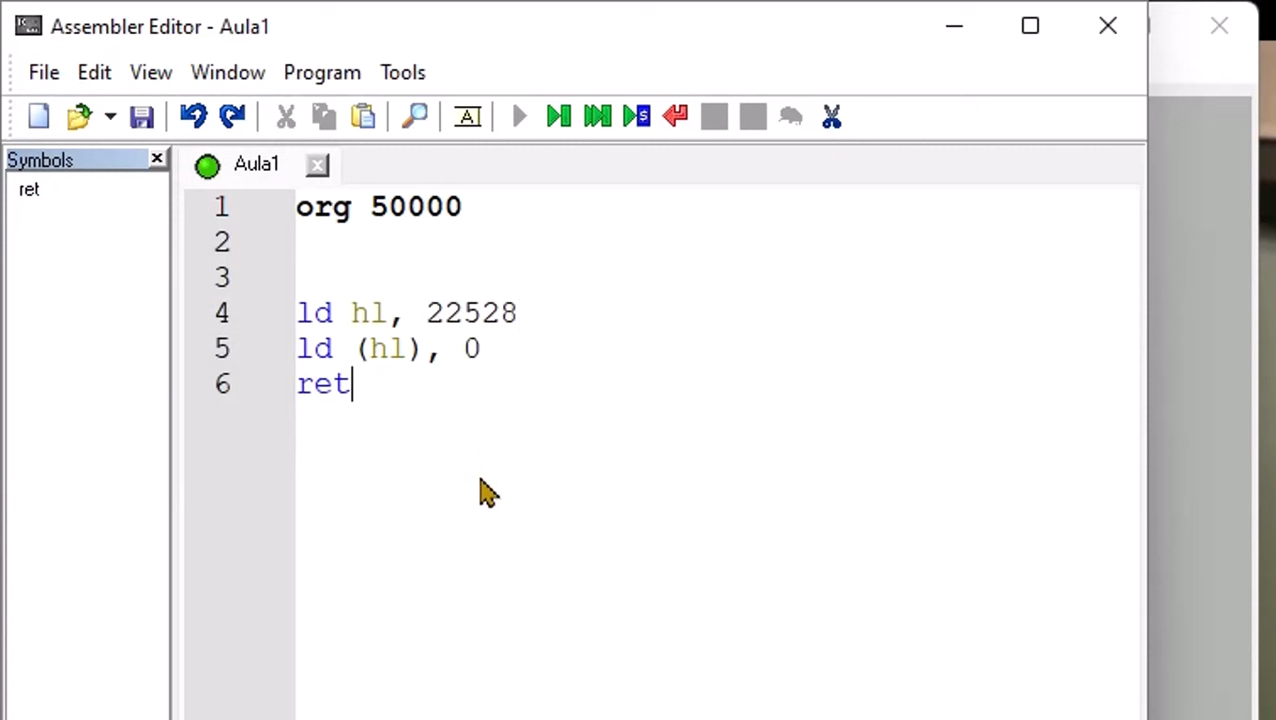 Assembler Editor - Aula1
File Edit View Window Program Tools
A S
Symbols
Aula1
ret
1 org 50000
2
3
4 ld hl, 22528
5 ld (hl), 0
6 ret